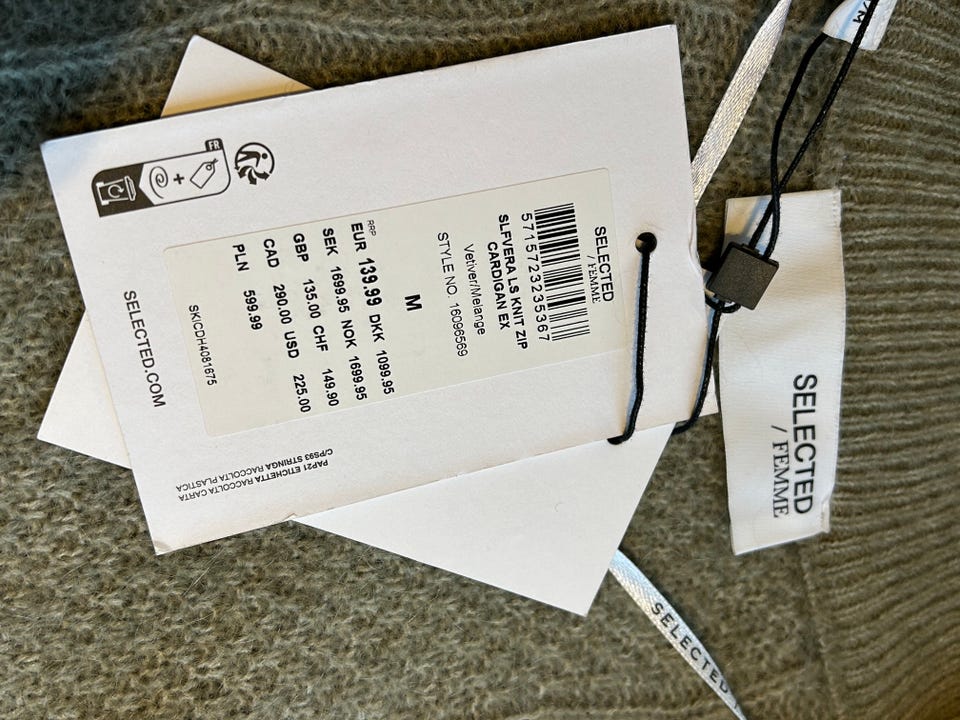 SELECTED
/ FEMME
5715723323567
SLFVERA LS KNIT ZIP
CARDIGAN EX
Vetiver/Melange
STYLE NO. 16096569
M
RRP
EUR 139.99 DKK 1099.95
SEK 1699.95 NOK 1699.95
GBP 135.00 CHF 149.90
CAD 290.00 USD 225.00
PLN 599.99
SKICDH4081675
SELECTED.COM
FR
PAP21 ETICHETTA RACCOLTA CARTA
C/PS93 STRINGA RACCOLTA PLASTICA
SELECTED
/ FEMME
SELECTED